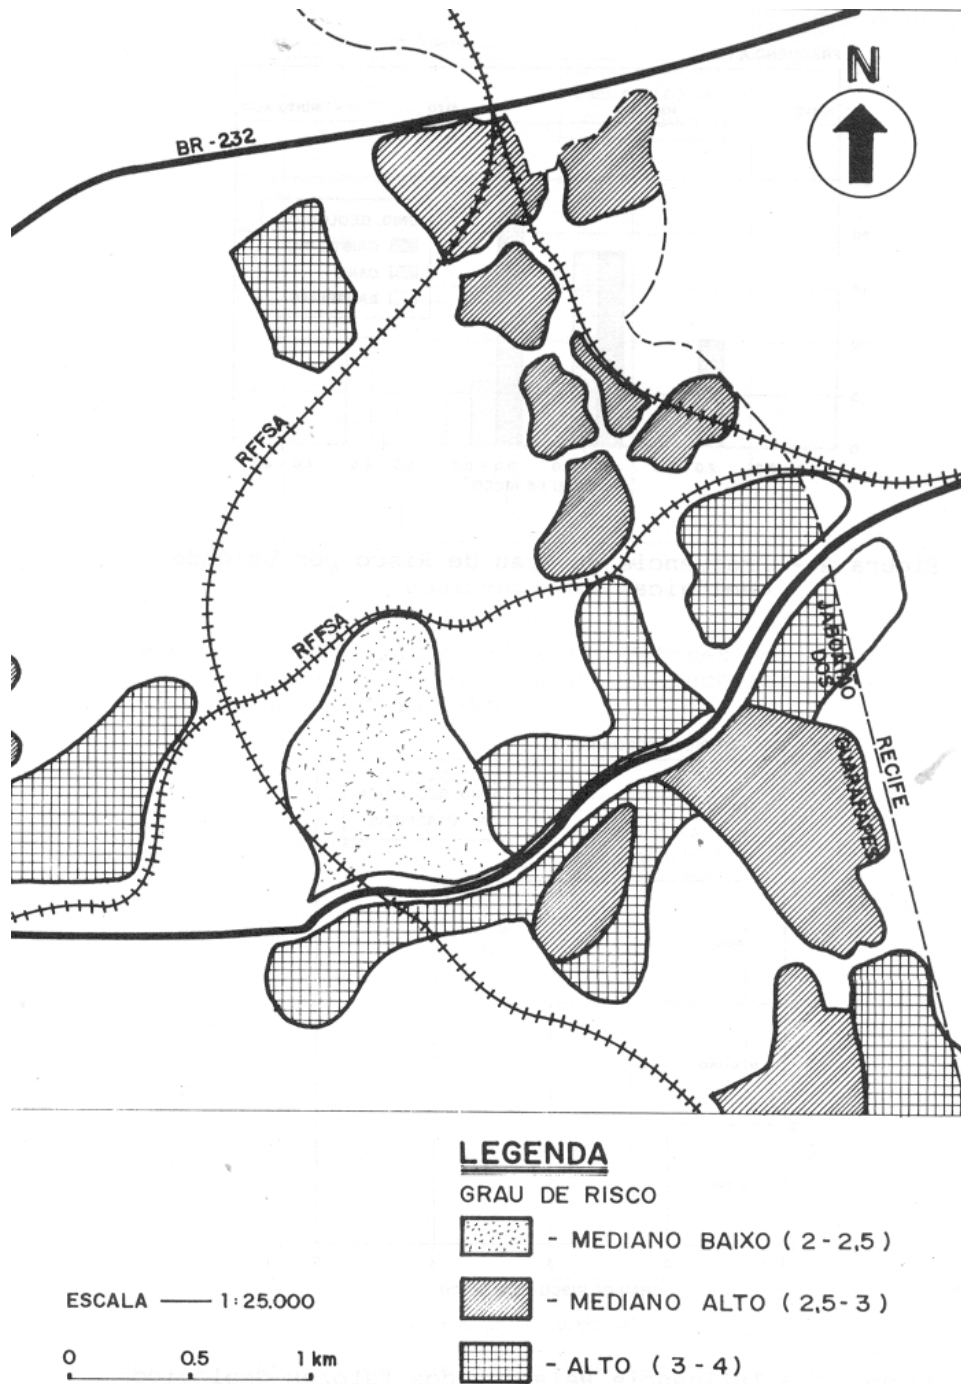 N
BR-232
RFFSA
RFFSA
JABOATÃO
DOS
GUARARAPES
RECIFE
LEGENDA
GRAU DE RISCO
- MEDIANO BAIXO ( 2 - 2,5 )
- MEDIANO ALTO ( 2,5 - 3 )
- ALTO ( 3 - 4 )
ESCALA —— 1:25.000
0 0.5 1 km